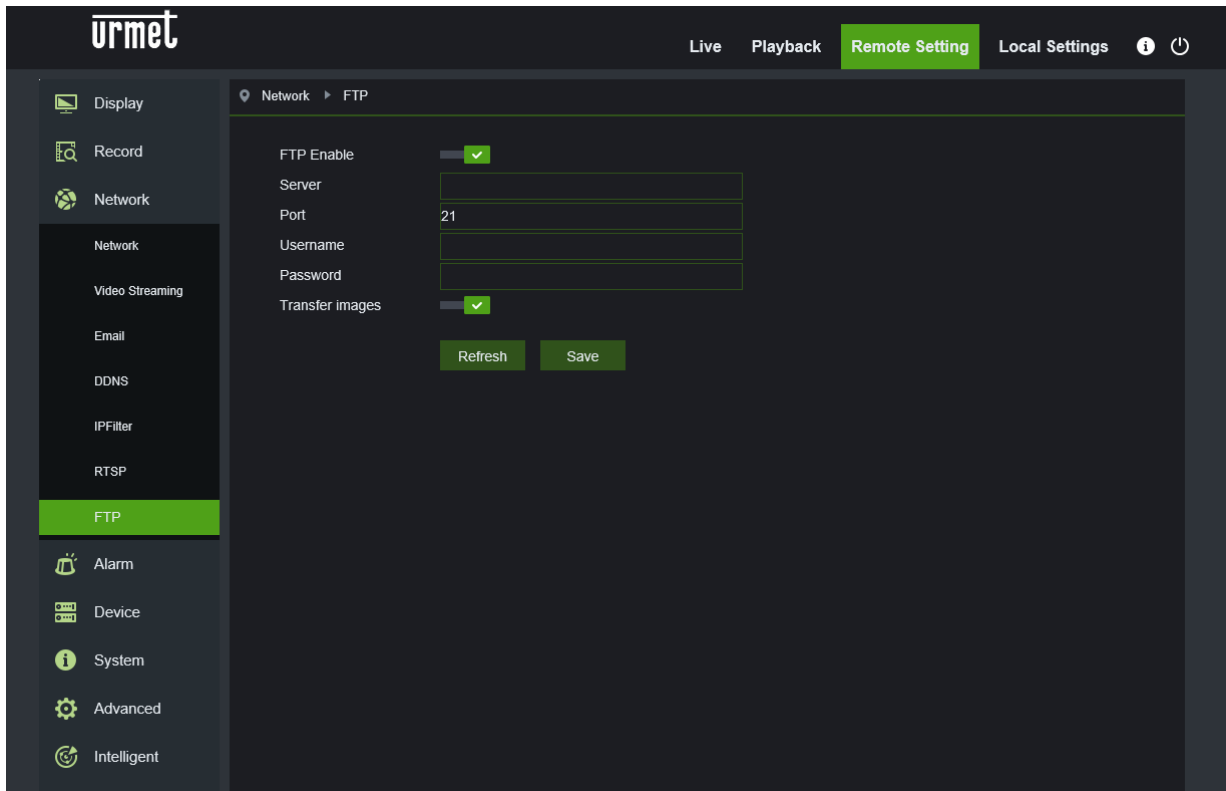 urmet
Live Playback Remote Setting Local Settings
Display
Record
Network
Network
Video Streaming
Email
DDNS
IPFilter
RTSP
FTP
Alarm
Device
System
Advanced
Intelligent
Network FTP
FTP Enable
Server
Port 21
Username
Password
Transfer images
Refresh Save